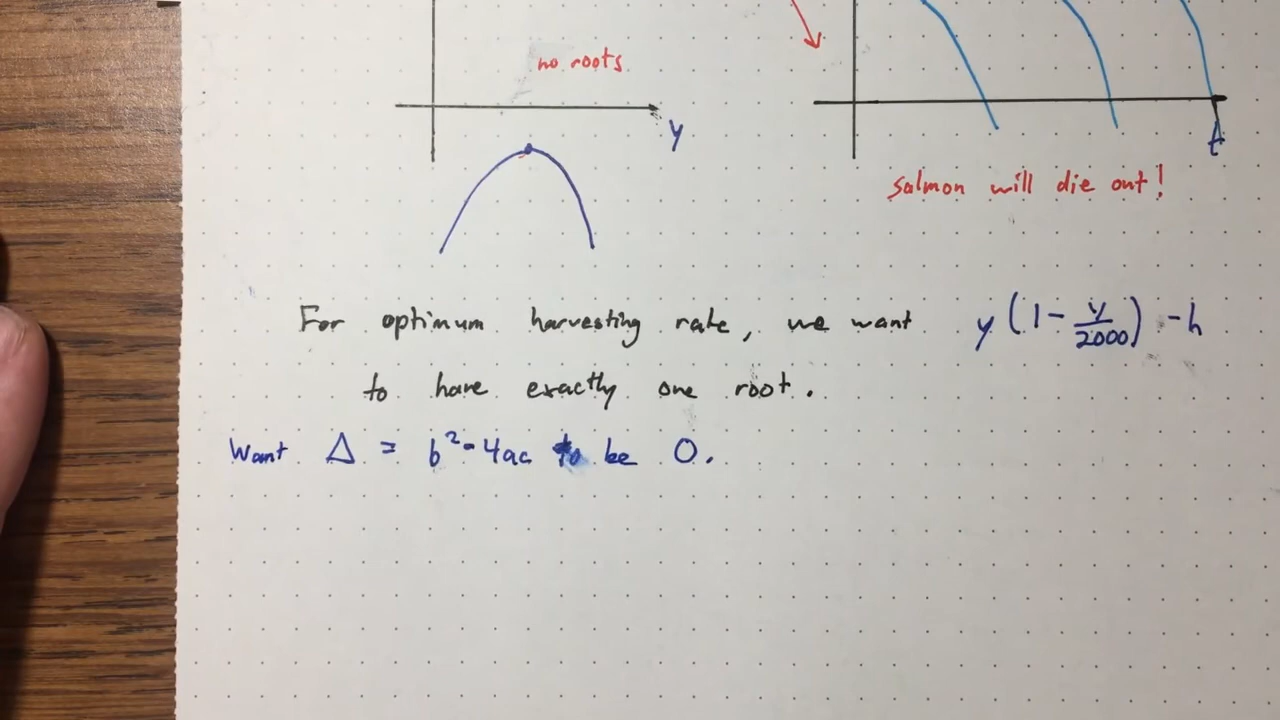 no roots
y
t
salmon will die out!
For optimum harvesting rate, we want y(1-y/2000)-h
to have exactly one root.
Want Δ = b²-4ac to be 0.